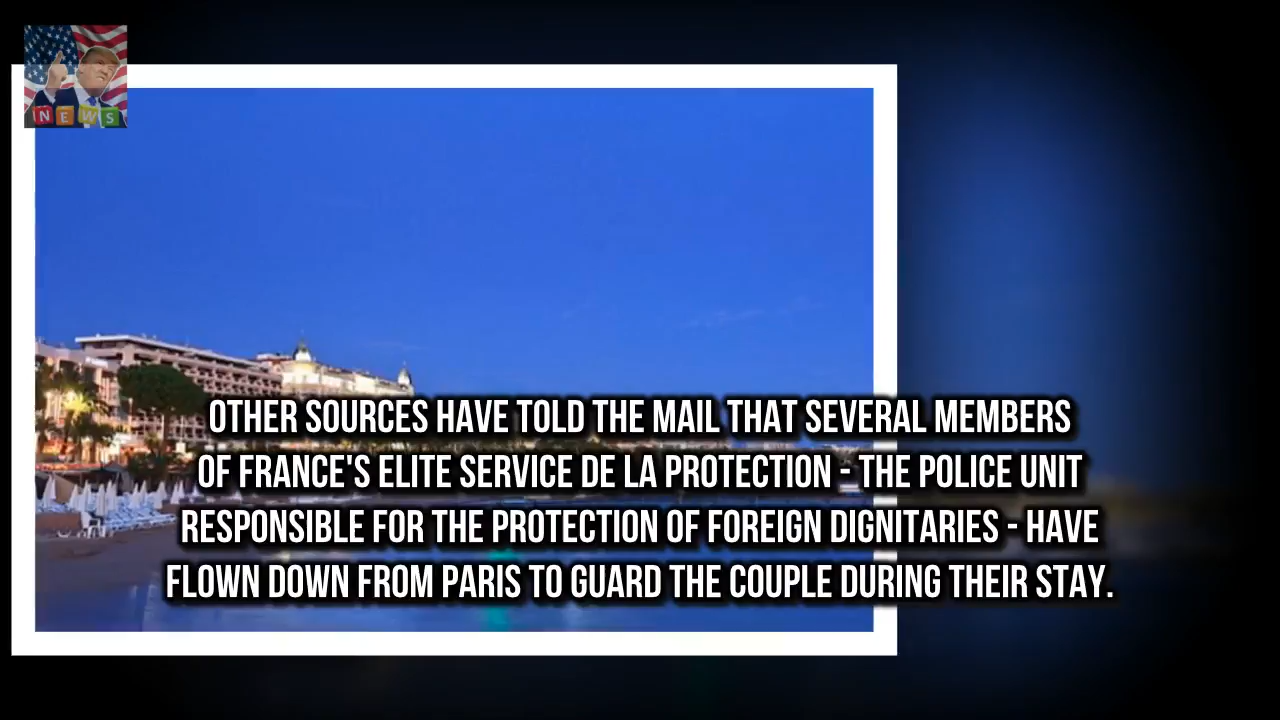 NEWS
OTHER SOURCES HAVE TOLD THE MAIL THAT SEVERAL MEMBERS
OF FRANCE'S ELITE SERVICE DE LA PROTECTION - THE POLICE UNIT
RESPONSIBLE FOR THE PROTECTION OF FOREIGN DIGNITARIES - HAVE
FLOWN DOWN FROM PARIS TO GUARD THE COUPLE DURING THEIR STAY.